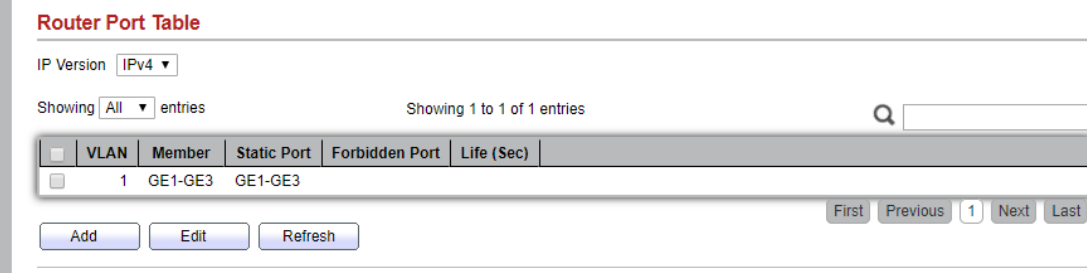 Router Port Table
IP Version IPv4
Showing All entries Showing 1 to 1 of 1 entries
VLAN Member Static Port Forbidden Port Life (Sec)
1 GE1-GE3 GE1-GE3
First Previous 1 Next Last
Add Edit Refresh